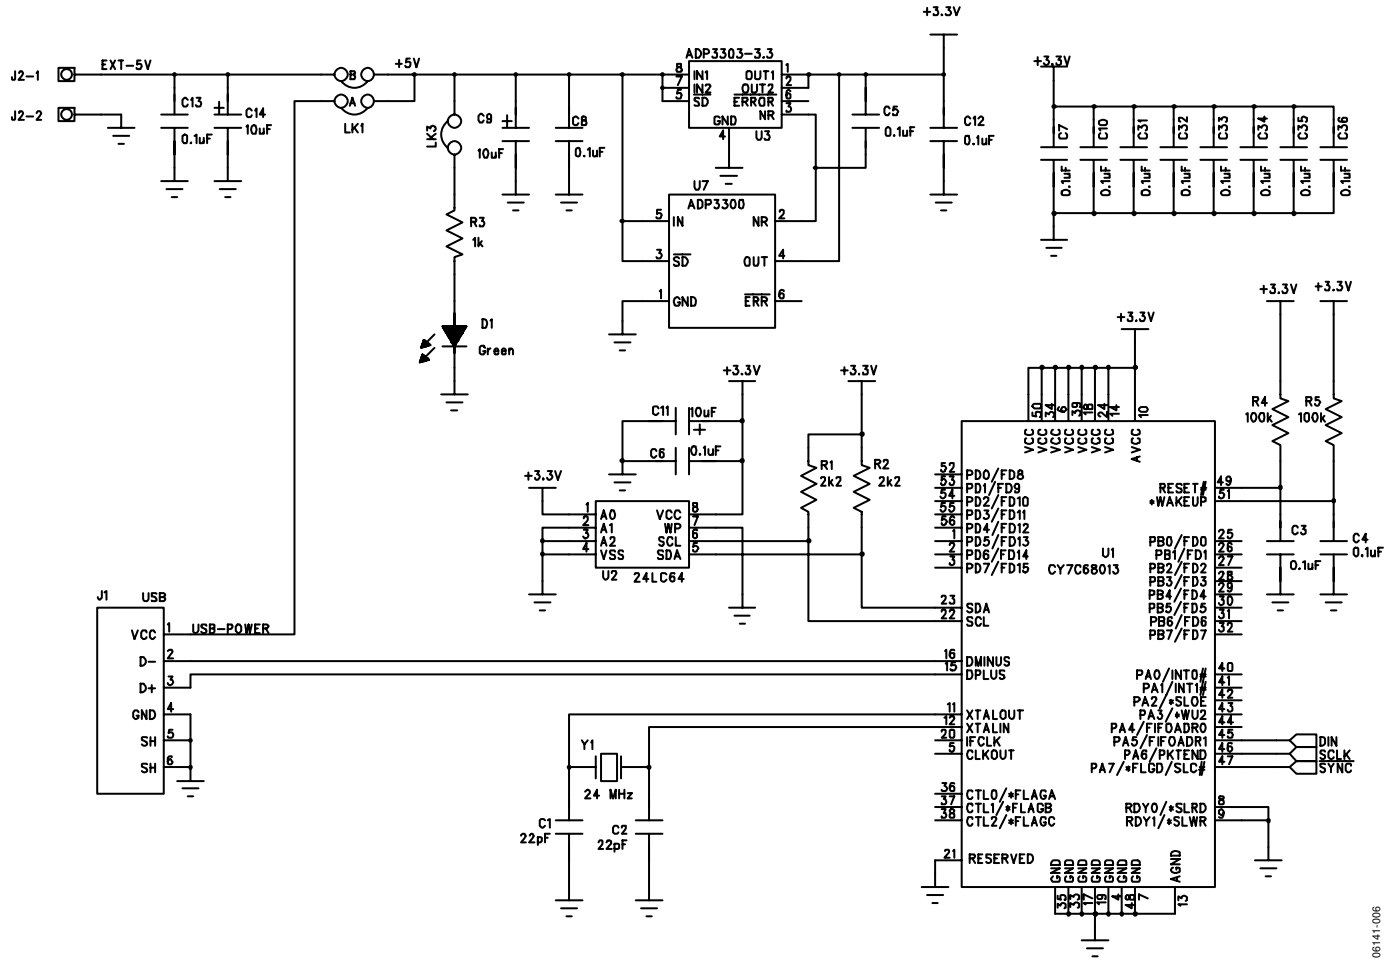 +3.3V
J2-1
EXT-5V
B
+5V
J2-2
A
LK1
C13
0.1uF
C14
10uF
LK3
C9
10uF
C8
0.1uF
R3
1k
D1
Green
ADP3303-3.3
8 IN1 OUT1 1
7 IN2 OUT2 2
5 SD ERROR 6
NR 3
GND
4
U3
C5
0.1uF
C12
0.1uF
U7
ADP3300
5 IN NR 2
3 SD OUT 4
1 GND ERR 6
+3.3V
C7 0.1uF
C10 0.1uF
C31 0.1uF
C32 0.1uF
C33 0.1uF
C34 0.1uF
C35 0.1uF
C36 0.1uF
+3.3V
+3.3V
+3.3V
R4
100k
R5
100k
+3.3V
+3.3V
C11
10uF
C6
0.1uF
R1
2k2
R2
2k2
+3.3V
1 A0 VCC 8
2 A1 WP 7
3 A2 SCL 6
4 VSS SDA 5
U2
24LC64
J1
USB
VCC 1 USB-POWER
D- 2
D+ 3
GND 4
SH 5
SH 6
50 34 6 39 18 24 14 10
VCC VCC VCC VCC VCC VCC VCC AVCC
52 PD0/FD8
53 PD1/FD9
54 PD2/FD10
55 PD3/FD11
56 PD4/FD12
1 PD5/FD13
2 PD6/FD14
3 PD7/FD15
23 SDA
22 SCL
16 DMINUS
15 DPLUS
11 XTALOUT
12 XTALIN
20 IFCLK
5 CLKOUT
36 CTL0/*FLAGA
37 CTL1/*FLAGB
38 CTL2/*FLAGC
21 RESERVED
U1
CY7C68013
RESET# 49
*WAKEUP 51
PB0/FD0 25
PB1/FD1 26
PB2/FD2 27
PB3/FD3 28
PB4/FD4 29
PB5/FD5 30
PB6/FD6 31
PB7/FD7 32
PA0/INT0# 40
PA1/INT1# 41
PA2/*SLOE 42
PA3/*WU2 43
PA4/FIFOADR0 44
PA5/FIFOADR1 45 DIN
PA6/PKTEND 46 SCLK
PA7/*FLGD/SLC# 47 SYNC
RDY0/*SLRD 8
RDY1/*SLWR 9
GND GND GND GND GND GND GND AGND
35 33 17 19 4 48 7 13
C3
0.1uF
C4
0.1uF
Y1
24 MHz
C1
22pF
C2
22pF
06141-006